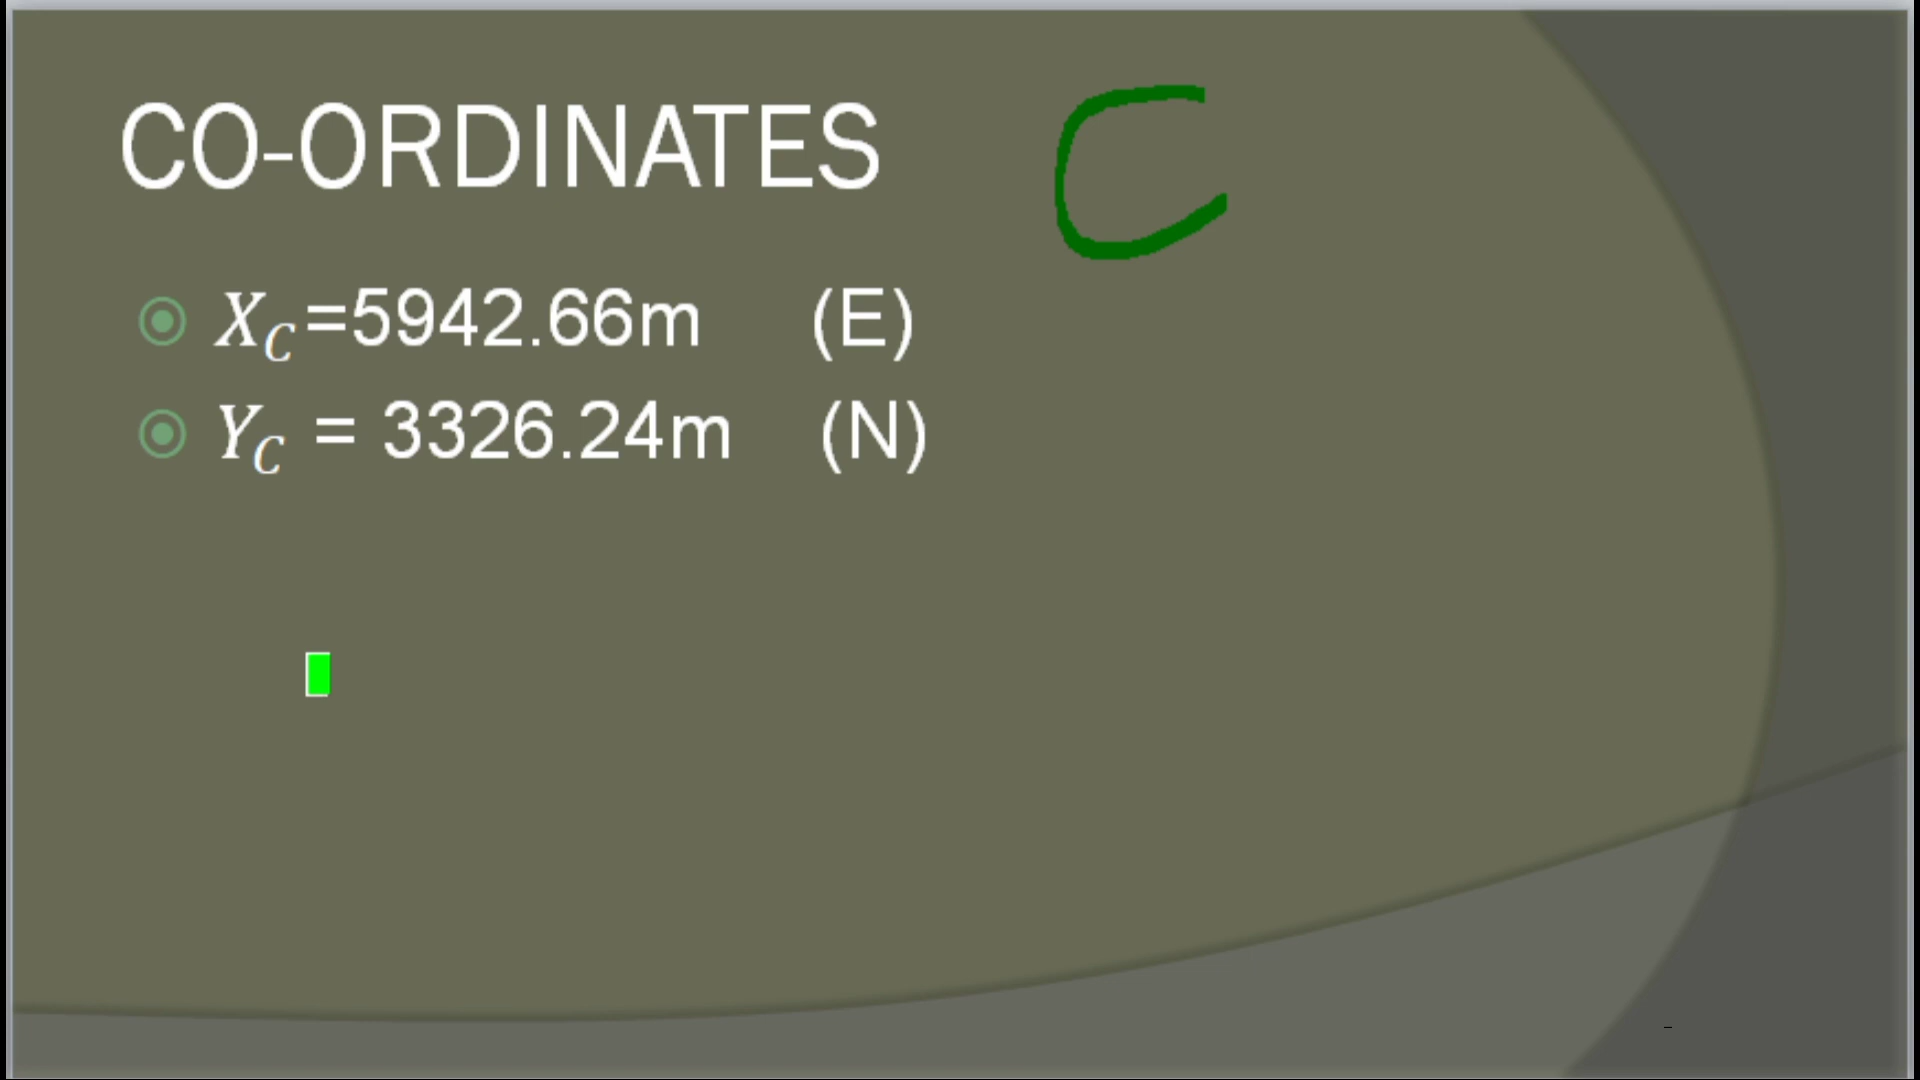 CO-ORDINATES
C
X_C=5942.66m (E)
Y_C = 3326.24m (N)